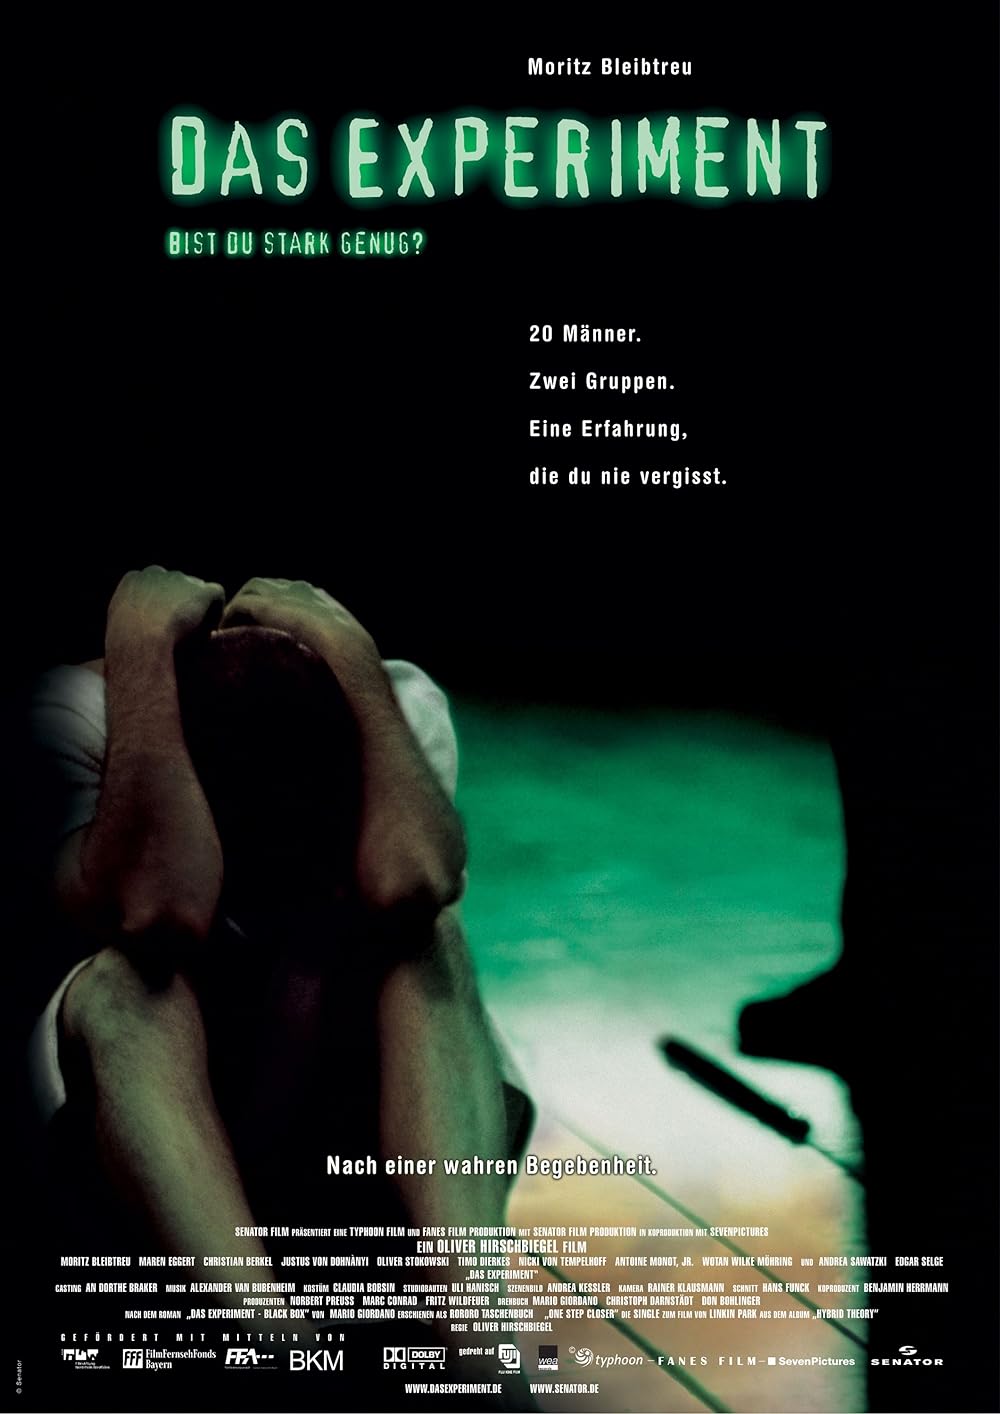 Moritz Bleibtreu
DAS EXPERIMENT
BIST DU STARK GENUG?
20 Männer.
Zwei Gruppen.
Eine Erfahrung,
die du nie vergisst.
Nach einer wahren Begebenheit.
SENATOR FILM PRÄSENTIERT EINE TYPHOON FILM UND FANES FILM PRODUKTION MIT SENATOR FILM PRODUKTION IN KOPRODUKTION MIT SEVENPICTURES
EIN OLIVER HIRSCHBIEGEL FILM
MORITZ BLEIBTREU MAREN EGGERT CHRISTIAN BERKEL JUSTUS VON DOHNÀNYI OLIVER STOKOWSKI TIMO DIERKES NICKI VON TEMPELHOFF ANTOINE MONOT, JR. WOTAN WILKE MÖHRING UND ANDREA SAWATZKI EDGAR SELGE
„DAS EXPERIMENT“
CASTING AN DORTHE BRAKER MUSIK ALEXANDER VAN BUBENHEIM KOSTÜM CLAUDIA BOBSIN STUDIOBAUTEN ULI HANISCH SZENENBILD ANDREA KESSLER KAMERA RAINER KLAUSMANN SCHNITT HANS FUNCK KOPRODUZENT BENJAMIN HERRMANN
PRODUZENTEN NORBERT PREUSS MARC CONRAD FRITZ WILDFEUER DREHBUCH MARIO GIORDANO CHRISTOPH DARNSTÄDT DON BOHLINGER
NACH DEM ROMAN „DAS EXPERIMENT - BLACK BOX“ VON MARIO GIORDANO ERSCHIENEN ALS RORORO TASCHENBUCH „ONE STEP CLOSER“ DIE SINGLE ZUM FILM VON LINKIN PARK AUS DEM ALBUM „HYBRID THEORY“
REGIE OLIVER HIRSCHBIEGEL
GEFÖRDERT MIT MITTELN VON
FFF FilmFernsehFonds Bayern
FFA
BKM
DOLBY DIGITAL
gedreht auf FUJI
wea
© typhoon
–FANES FILM–
SevenPictures
SENATOR
WWW.DASEXPERIMENT.DE WWW.SENATOR.DE
© Senator